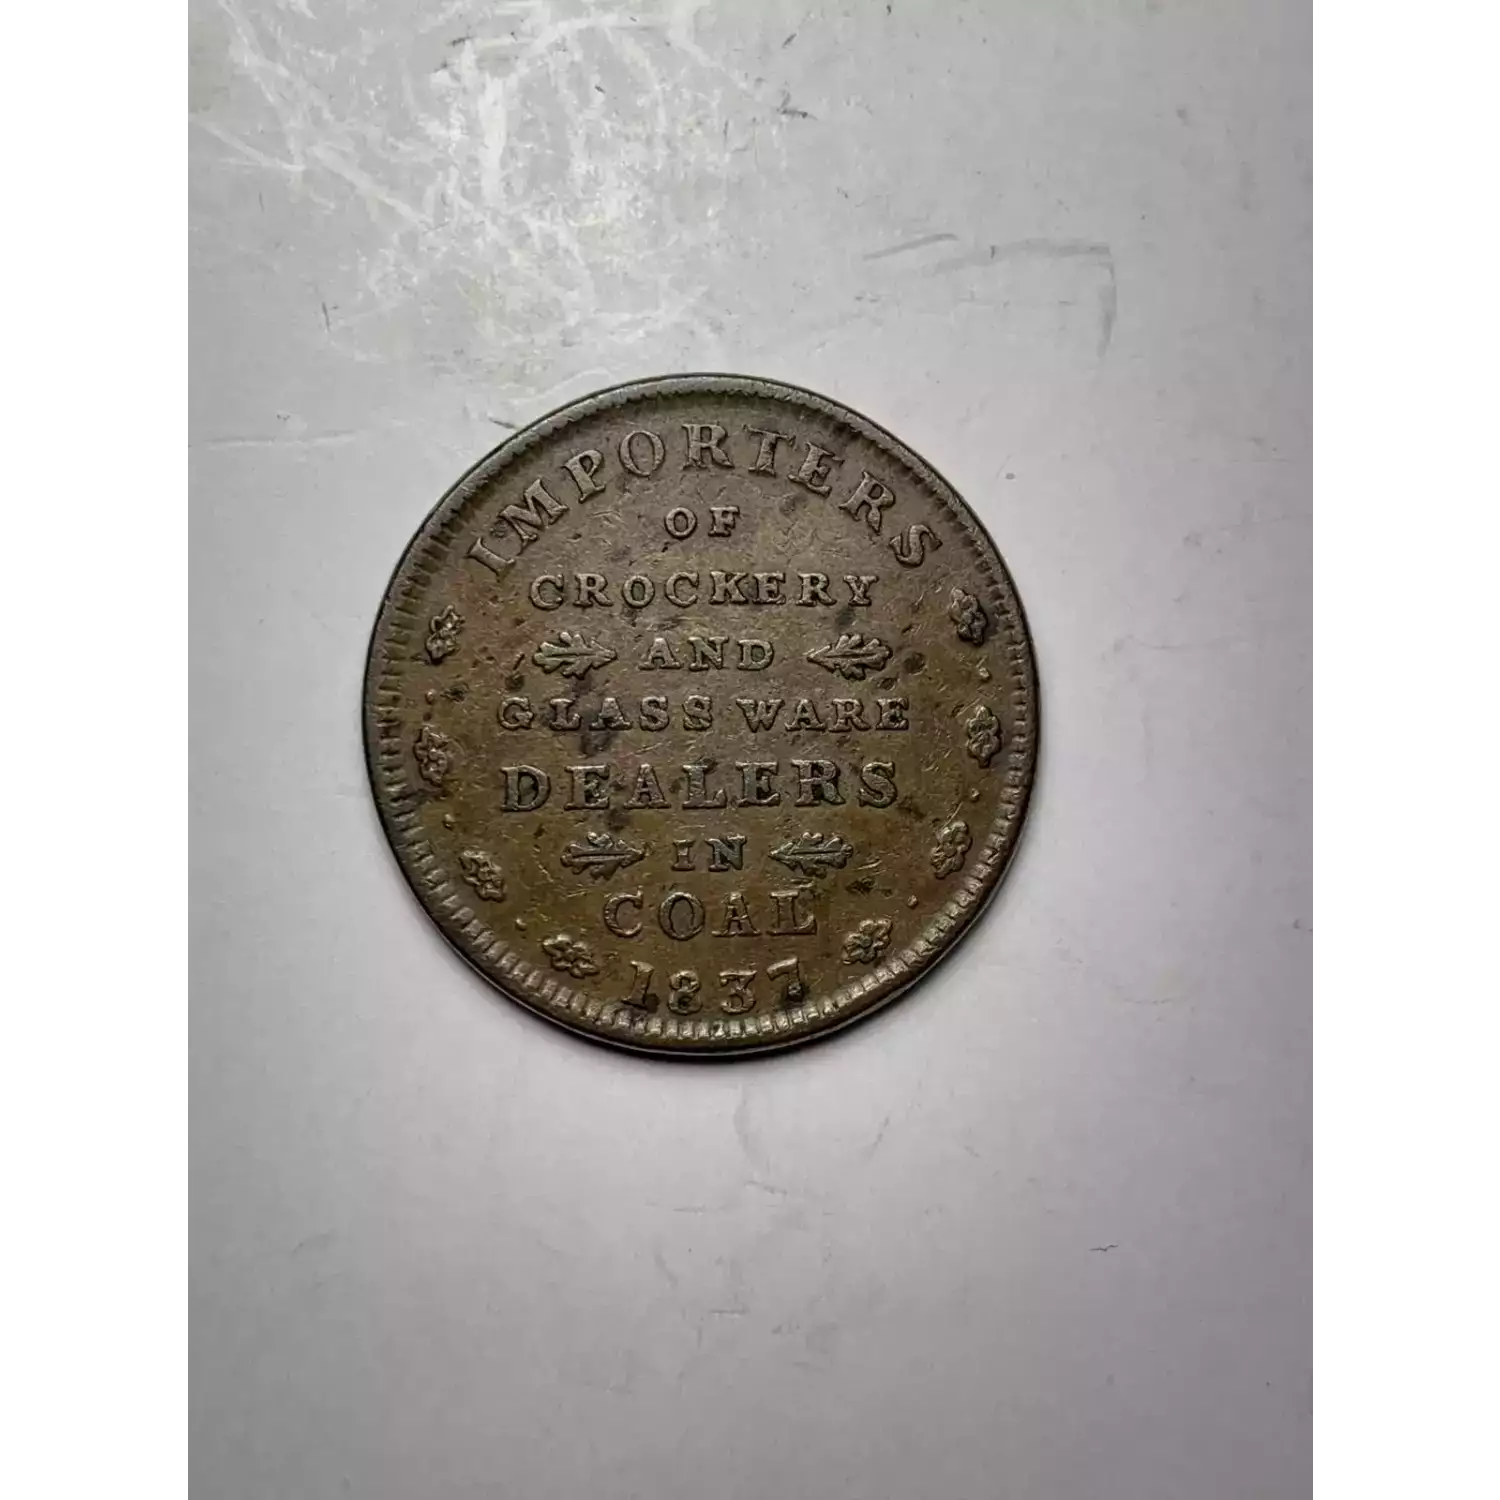 IMPORTERS
OF
CROCKERY
AND
GLASS WARE
DEALERS
IN
COAL
1837